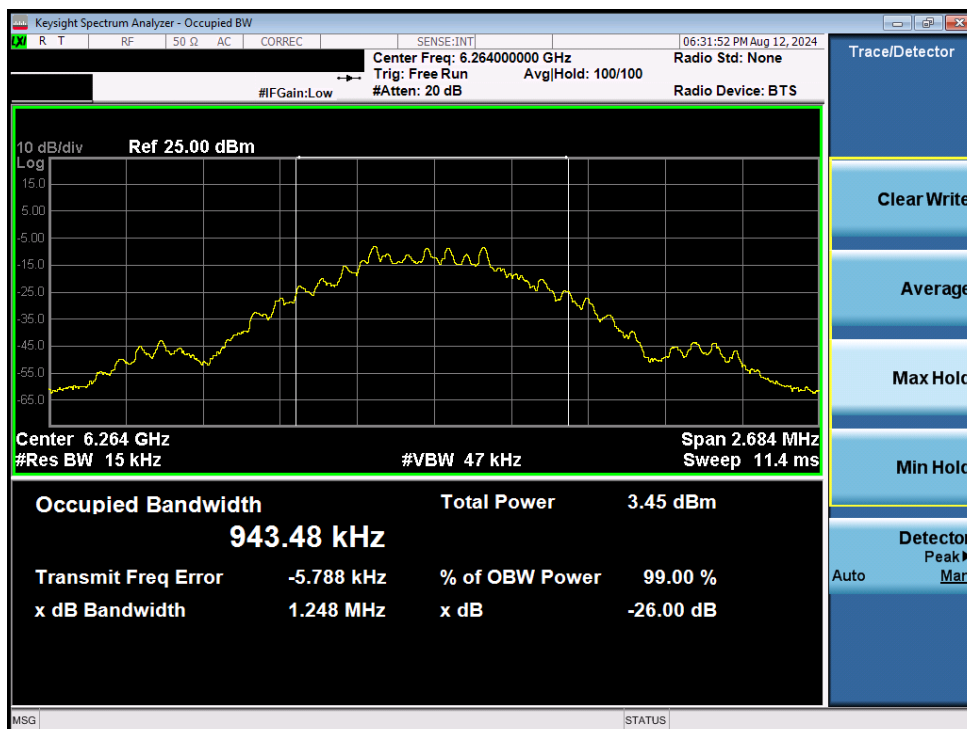 Keysight Spectrum Analyzer - Occupied BW
LXI R T RF 50 Ω AC CORREC SENSE:INT 06:31:52 PM Aug 12, 2024
Center Freq: 6.264000000 GHz Radio Std: None
Trig: Free Run Avg|Hold: 100/100
#IFGain:Low #Atten: 20 dB Radio Device: BTS
10 dB/div Ref 25.00 dBm
Log
15.0
5.00
-5.00
-15.0
-25.0
-35.0
-45.0
-55.0
-65.0
Center 6.264 GHz Span 2.684 MHz
#Res BW 15 kHz #VBW 47 kHz Sweep 11.4 ms
Occupied Bandwidth Total Power 3.45 dBm
943.48 kHz
Transmit Freq Error -5.788 kHz % of OBW Power 99.00 %
x dB Bandwidth 1.248 MHz x dB -26.00 dB
Trace/Detector
Clear Write
Average
Max Hold
Min Hold
Detector
Peak
Auto Man
MSG STATUS